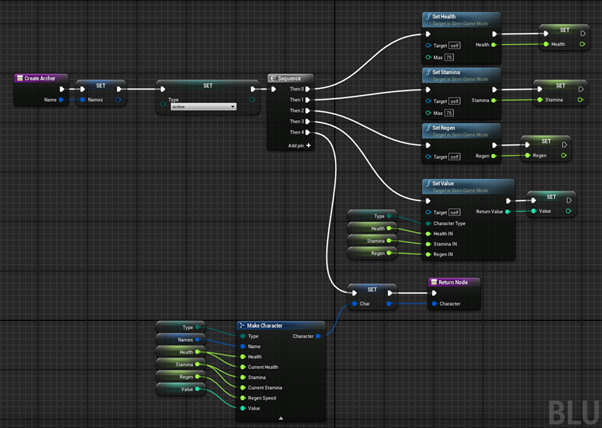 Set Health
Target is Seen Game Mode
Target self
Health
Max 75
SET
Health
Set Stamina
Target is Seen Game Mode
Target self
Stamina
Max 75
SET
Stamina
Create Archer
Name
SET
Names
SET
Type
Archer
Sequence
Then 0
Then 1
Then 2
Then 3
Then 4
Add pin +
Set Regen
Target is Seen Game Mode
Target self
Regen
SET
Regen
Set Value
Target is Seen Game Mode
Target self
Return Value
Character Type
Health IN
Stamina IN
Regen IN
SET
Value
Type
Health
Stamina
Regen
SET
Char
Return Node
Character
Type
Names
Health
Stamina
Regen
Value
Make Character
Type
Character
Name
Health
Current Health
Stamina
Current Stamina
Regen Speed
Value
BLU